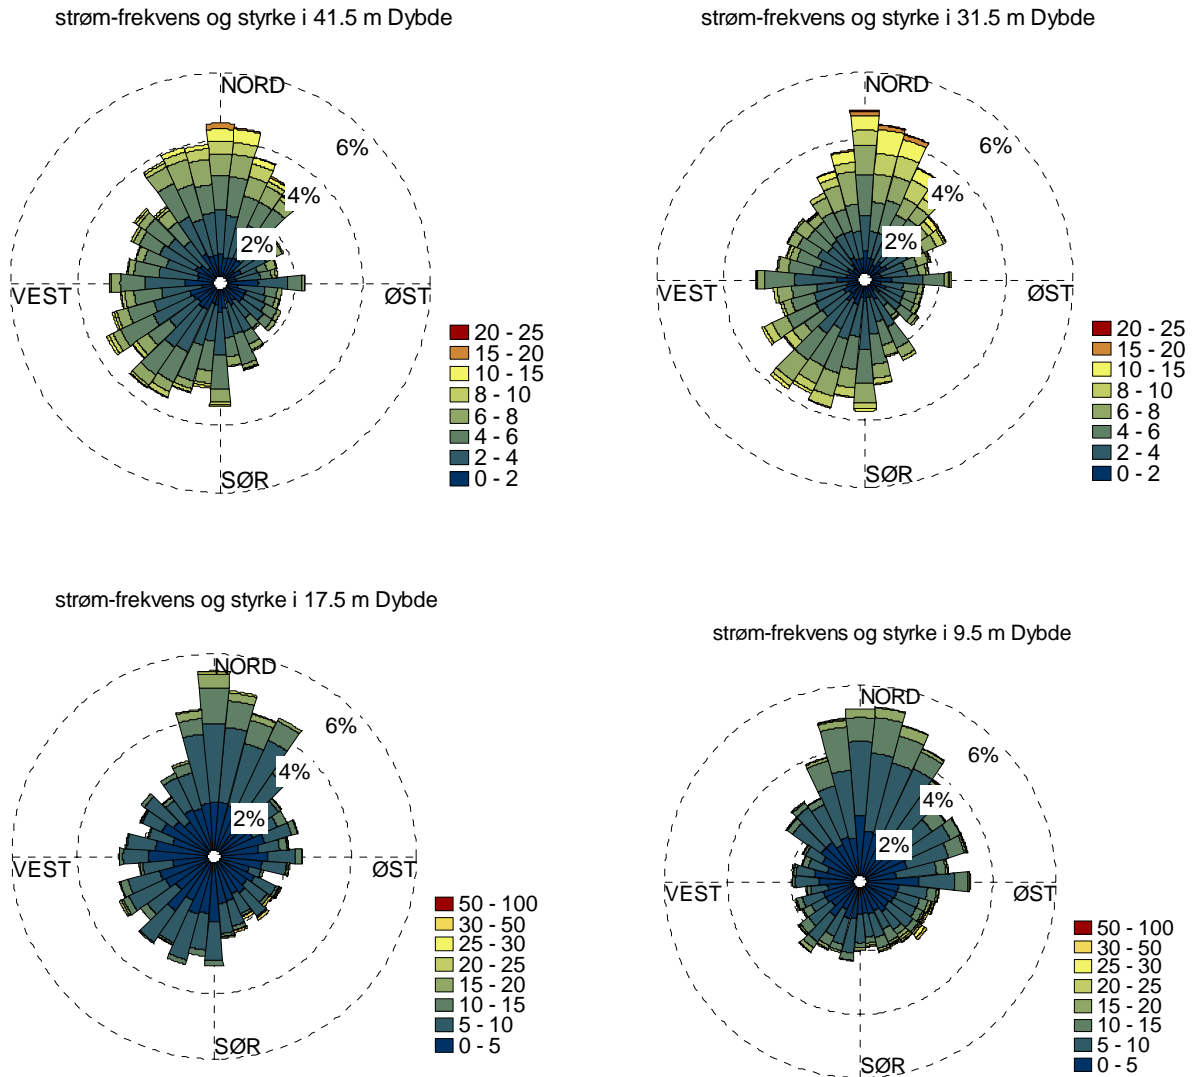 strøm-frekvens og styrke i 41.5 m Dybde
NORD
6%
4%
2%
VEST
ØST
SØR
20 - 25
15 - 20
10 - 15
8 - 10
6 - 8
4 - 6
2 - 4
0 - 2
strøm-frekvens og styrke i 31.5 m Dybde
NORD
6%
4%
2%
VEST
ØST
SØR
20 - 25
15 - 20
10 - 15
8 - 10
6 - 8
4 - 6
2 - 4
0 - 2
strøm-frekvens og styrke i 17.5 m Dybde
NORD
6%
4%
2%
VEST
ØST
SØR
50 - 100
30 - 50
25 - 30
20 - 25
15 - 20
10 - 15
5 - 10
0 - 5
strøm-frekvens og styrke i 9.5 m Dybde
NORD
6%
4%
2%
VEST
ØST
SØR
50 - 100
30 - 50
25 - 30
20 - 25
15 - 20
10 - 15
5 - 10
0 - 5